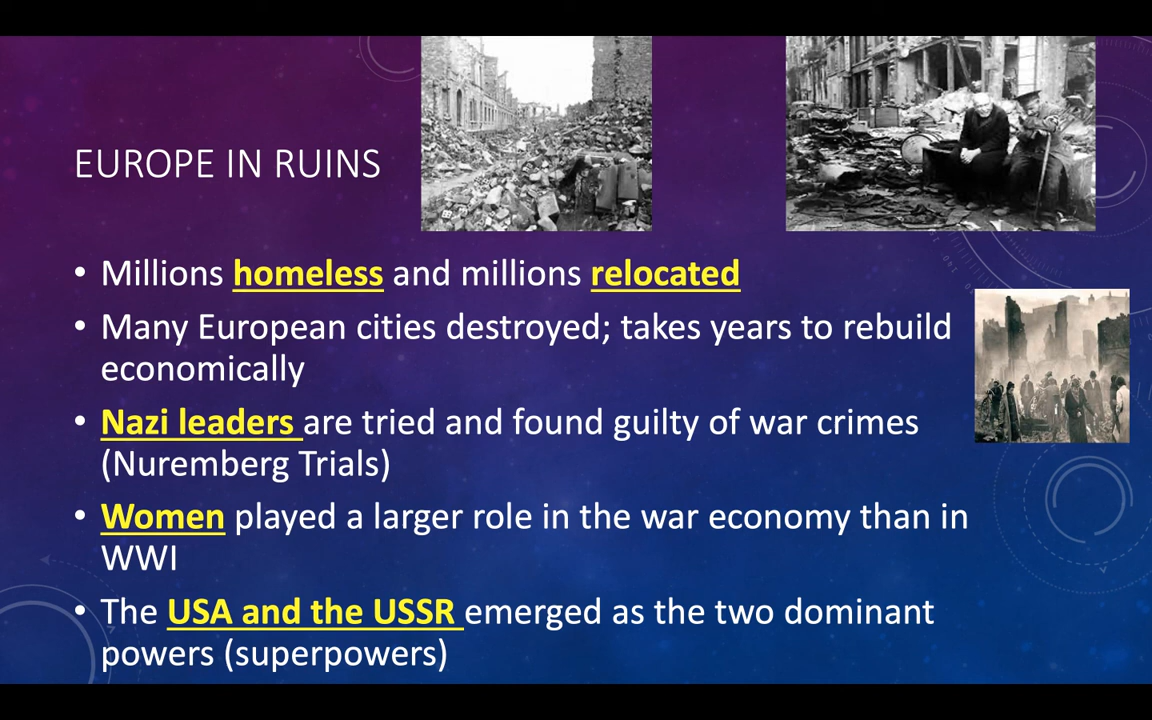 EUROPE IN RUINS
• Millions homeless and millions relocated
• Many European cities destroyed; takes years to rebuild
economically
• Nazi leaders are tried and found guilty of war crimes
(Nuremberg Trials)
• Women played a larger role in the war economy than in
WWI
• The USA and the USSR emerged as the two dominant
powers (superpowers)